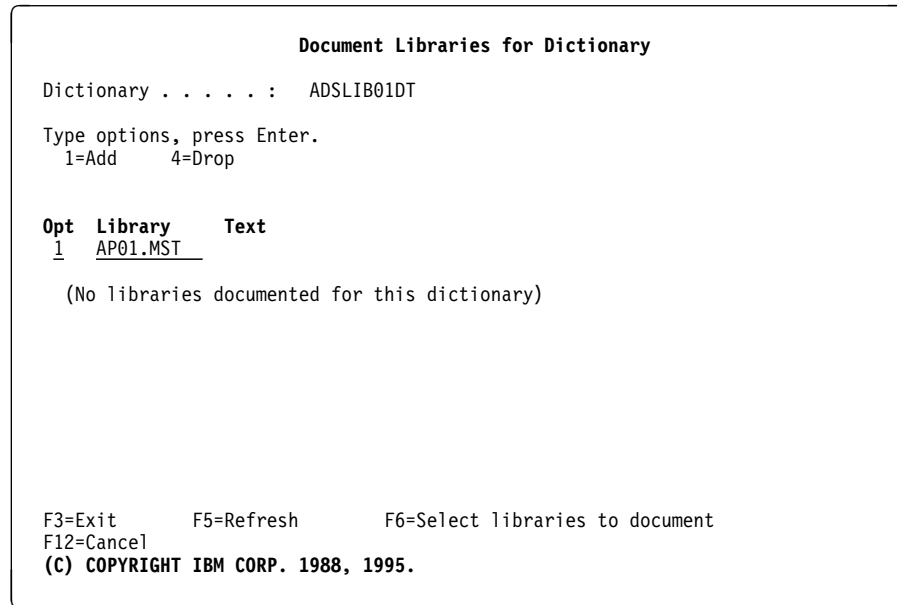 Document Libraries for Dictionary
Dictionary . . . . . : ADSLIB01DT
Type options, press Enter.
1=Add 4=Drop
Opt Library Text
1 AP01.MST
(No libraries documented for this dictionary)
F3=Exit F5=Refresh F6=Select libraries to document
F12=Cancel
(C) COPYRIGHT IBM CORP. 1988, 1995.